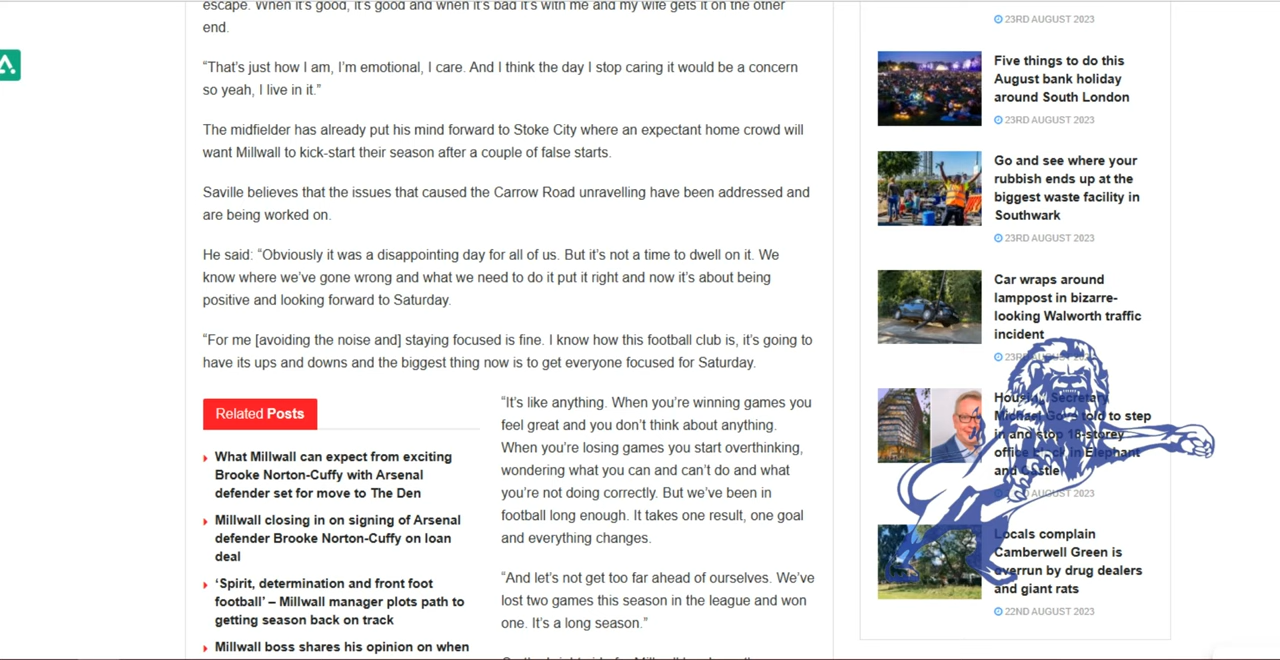 escape. When it's good, it's good and when it's bad it's with me and my wife gets it on the other
end.
“That's just how I am, I'm emotional, I care. And I think the day I stop caring it would be a concern
so yeah, I live in it.”
The midfielder has already put his mind forward to Stoke City where an expectant home crowd will
want Millwall to kick-start their season after a couple of false starts.
Saville believes that the issues that caused the Carrow Road unravelling have been addressed and
are being worked on.
He said: “Obviously it was a disappointing day for all of us. But it's not a time to dwell on it. We
know where we've gone wrong and what we need to do it put it right and now it's about being
positive and looking forward to Saturday.
“For me [avoiding the noise and] staying focused is fine. I know how this football club is, it's going to
have its ups and downs and the biggest thing now is to get everyone focused for Saturday.
Related Posts
What Millwall can expect from exciting
Brooke Norton-Cuffy with Arsenal
defender set for move to The Den
Millwall closing in on signing of Arsenal
defender Brooke Norton-Cuffy on loan
deal
‘Spirit, determination and front foot
football’ – Millwall manager plots path to
getting season back on track
Millwall boss shares his opinion on when
“It's like anything. When you're winning games you
feel great and you don't think about anything.
When you're losing games you start overthinking,
wondering what you can and can't do and what
you're not doing correctly. But we've been in
football long enough. It takes one result, one goal
and everything changes.
“And let's not get too far ahead of ourselves. We've
lost two games this season in the league and won
one. It's a long season.”
23RD AUGUST 2023
Five things to do this
August bank holiday
around South London
23RD AUGUST 2023
Go and see where your
rubbish ends up at the
biggest waste facility in
Southwark
23RD AUGUST 2023
Car wraps around
lamppost in bizarre-
looking Walworth traffic
incident
23RD AUGUST 2023
Secretary
Michael told to step
in and stop 18-storey
office in Elephant
and Castle
AUGUST 2023
Locals complain
Camberwell Green is
overrun by drug dealers
and giant rats
22ND AUGUST 2023